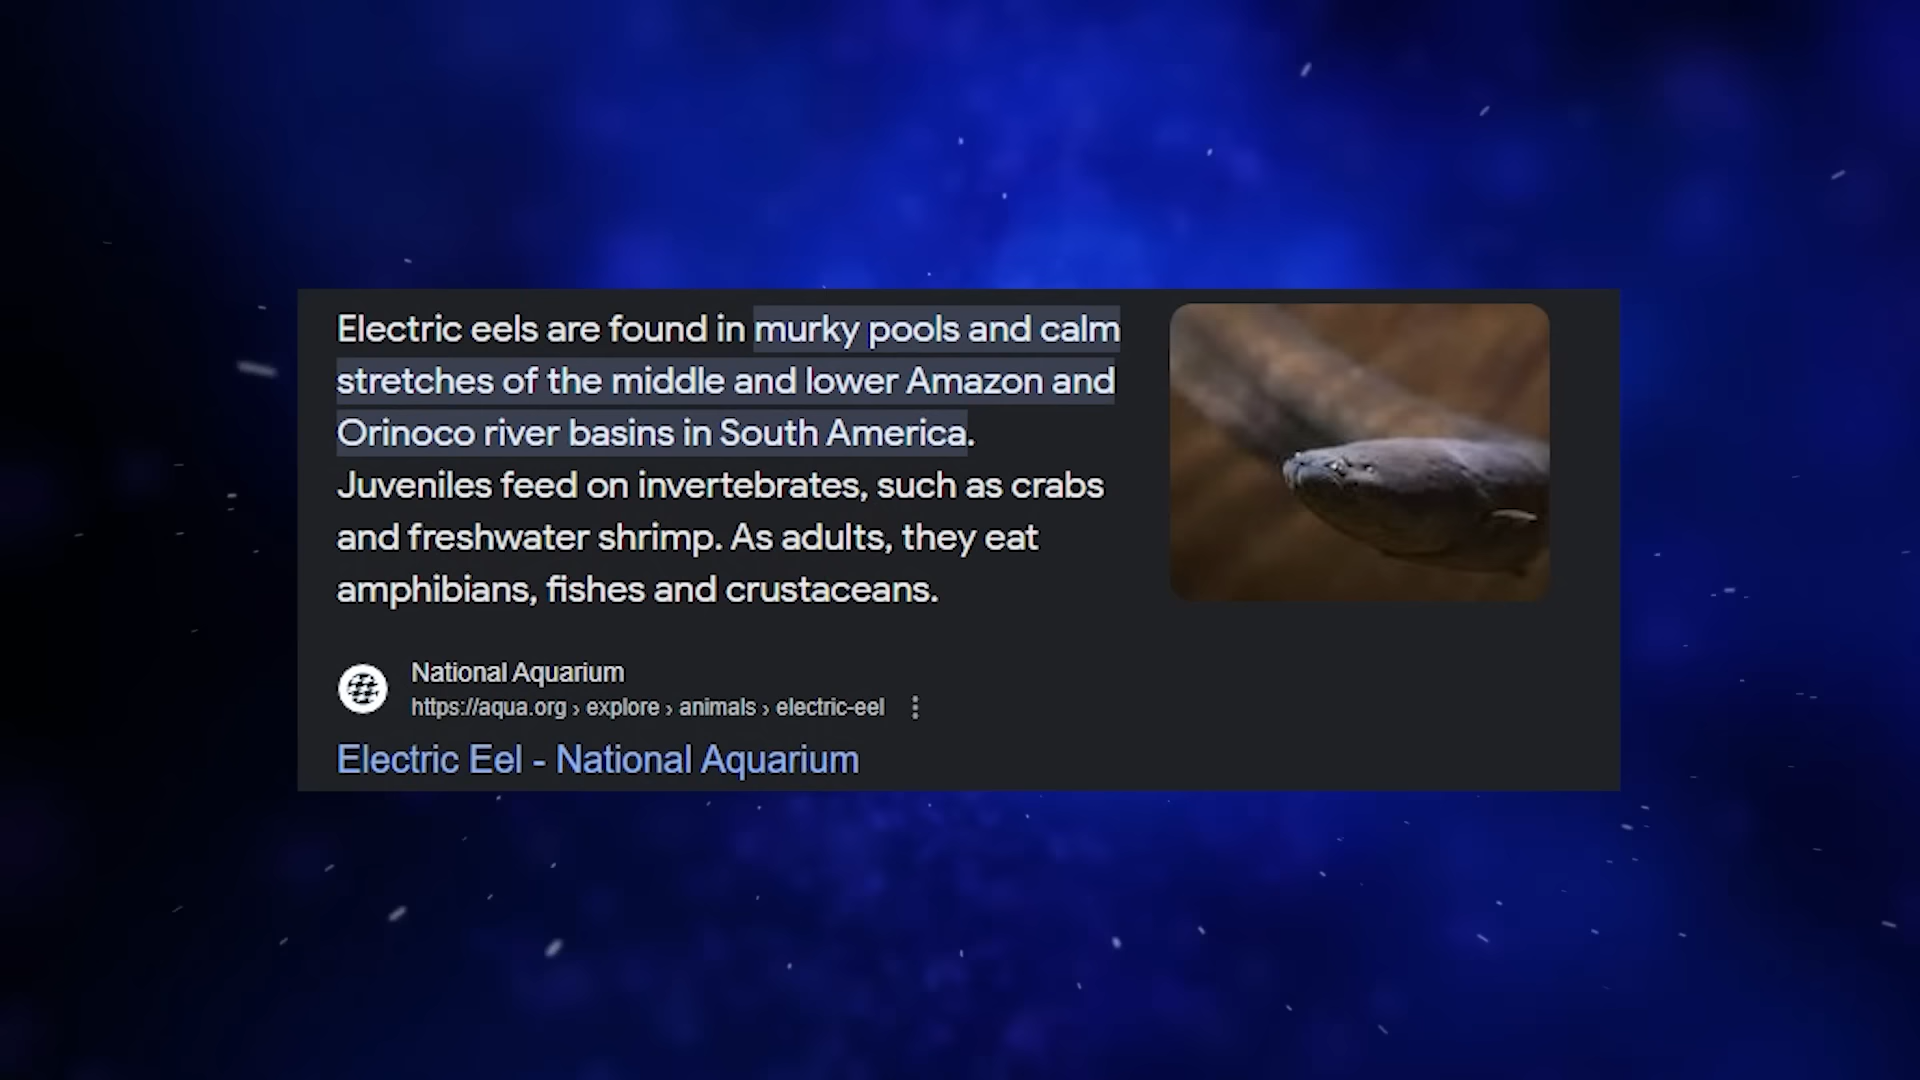 Electric eels are found in murky pools and calm
stretches of the middle and lower Amazon and
Orinoco river basins in South America.
Juveniles feed on invertebrates, such as crabs
and freshwater shrimp. As adults, they eat
amphibians, fishes and crustaceans.
National Aquarium
https://aqua.org › explore › animals › electric-eel
Electric Eel - National Aquarium